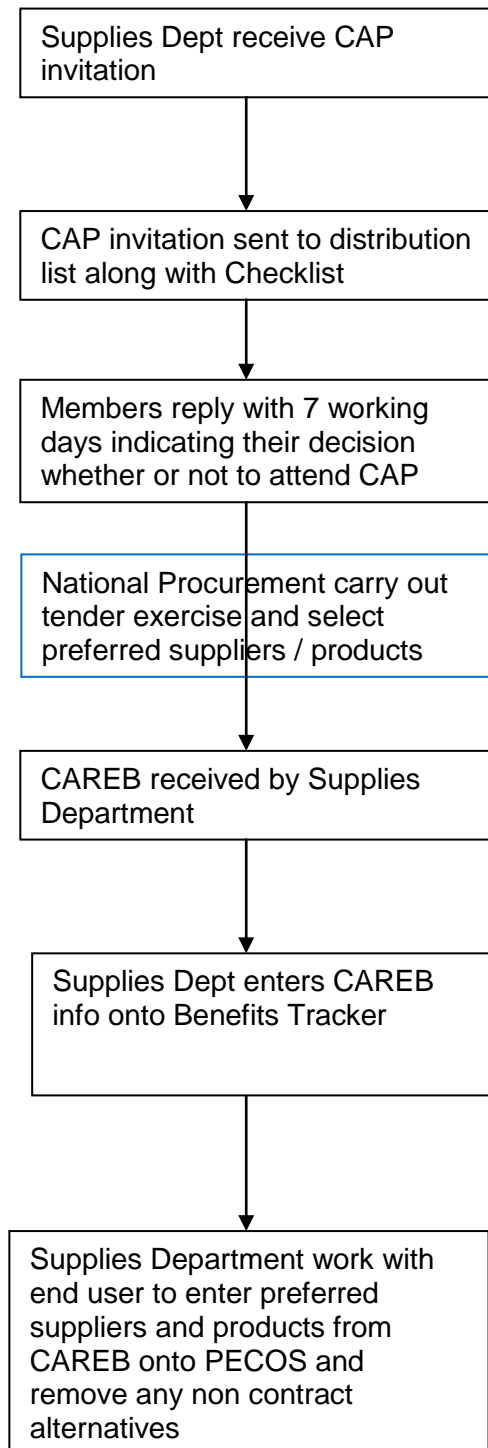 Supplies Dept receive CAP
invitation
CAP invitation sent to distribution
list along with Checklist
Members reply with 7 working
days indicating their decision
whether or not to attend CAP
National Procurement carry out
tender exercise and select
preferred suppliers / products
CAREB received by Supplies
Department
Supplies Dept enters CAREB
info onto Benefits Tracker
Supplies Department work with
end user to enter preferred
suppliers and products from
CAREB onto PECOS and
remove any non contract
alternatives